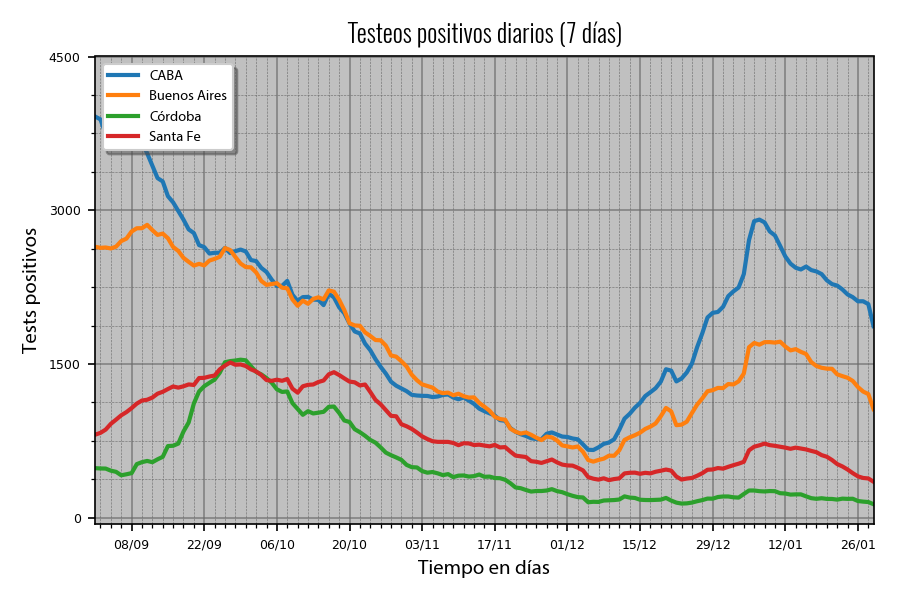 Testeos positivos diarios (7 días)
4500
3000
1500
0
Tests positivos
CABA
Buenos Aires
Córdoba
Santa Fe
08/09 22/09 06/10 20/10 03/11 17/11 01/12 15/12 29/12 12/01 26/01
Tiempo en días